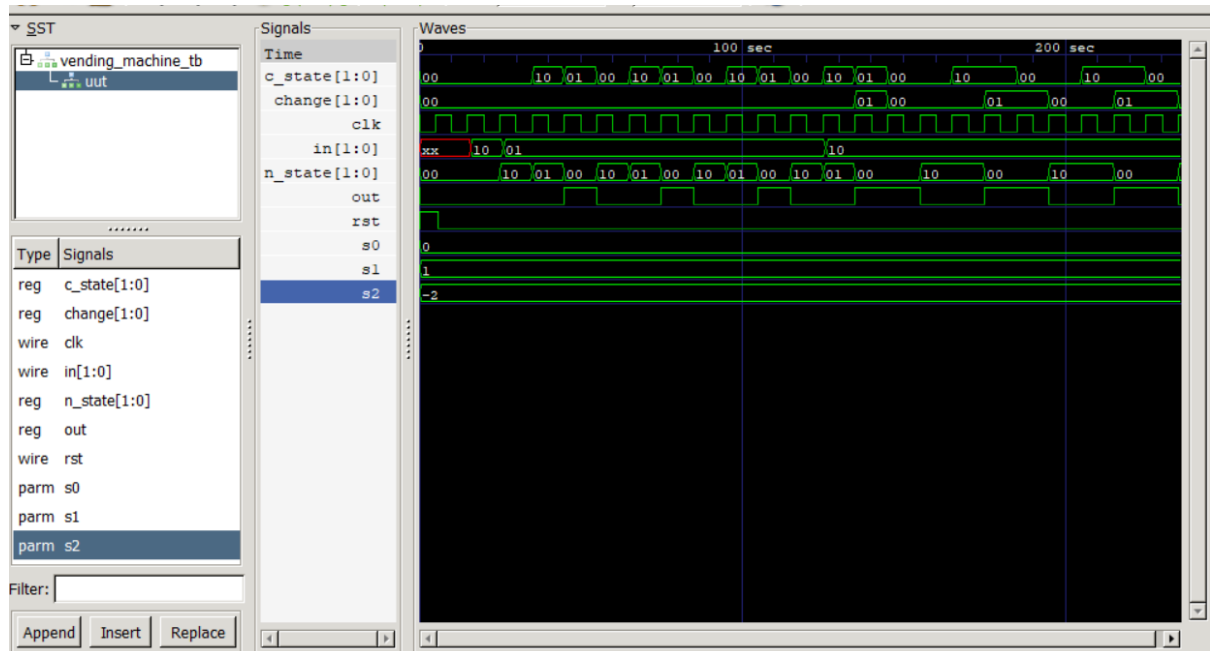 SST
vending_machine_tb
uut
Type Signals
reg c_state[1:0]
reg change[1:0]
wire clk
wire in[1:0]
reg n_state[1:0]
reg out
wire rst
parm s0
parm s1
parm s2
Filter:
Append Insert Replace
Signals
Time
c_state[1:0]
change[1:0]
clk
in[1:0]
n_state[1:0]
out
rst
s0
s1
s2
Waves
100 sec 200 sec
00 10 01 00 10 01 00 10 01 00 10 01 00 10 00 10 00
00 01 00 01 00 01
xx 10 01 10
00 10 01 00 10 01 00 10 01 00 10 01 00 10 00 10 00
0
1
-2